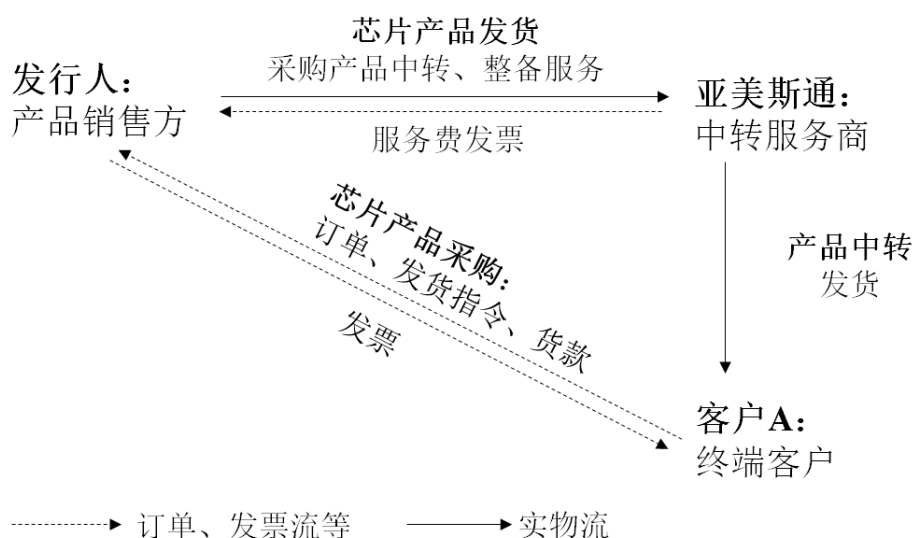 芯片产品发货
采购产品中转、整备服务
发行人：
产品销售方
服务费发票
亚美斯通：
中转服务商
芯片产品采购：
订单、发货指令、货款
发票
产品中转
发货
客户A：
终端客户
订单、发票流等
实物流